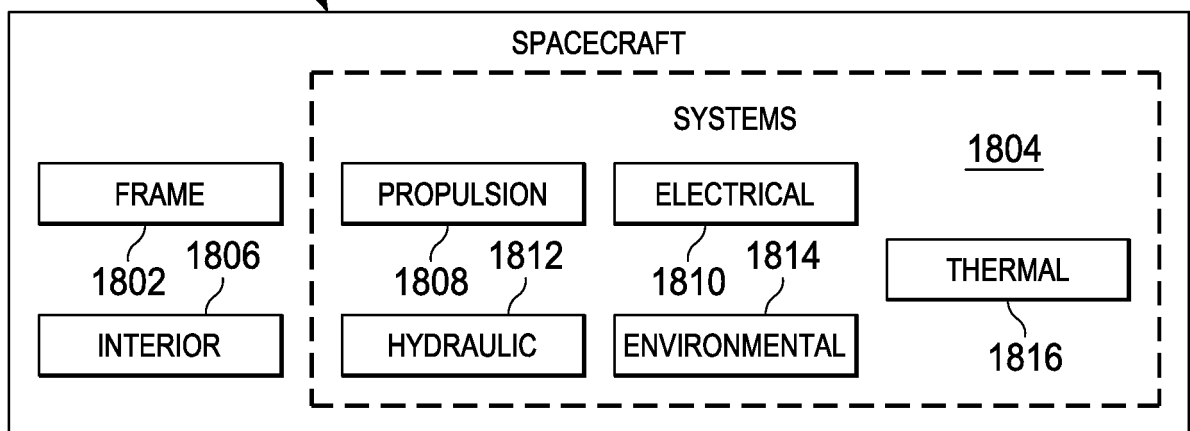 SPACECRAFT
SYSTEMS
1804
FRAME
PROPULSION
ELECTRICAL
1802
1806
1808
1812
1810
1814
THERMAL
INTERIOR
HYDRAULIC
ENVIRONMENTAL
1816